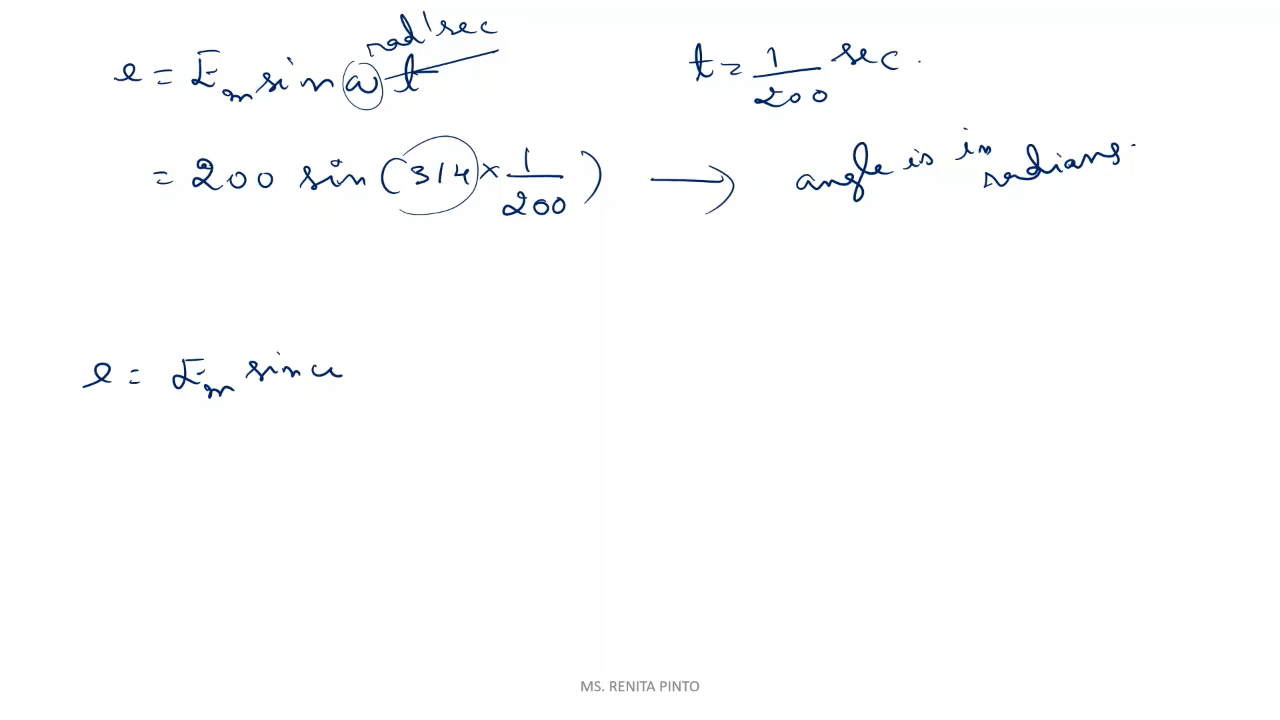 e = Em sin ωt rad/sec t = 1/200 sec.
= 200 sin (314 × 1/200) → angle is in radians.
e = Em sin ω
MS. RENITA PINTO